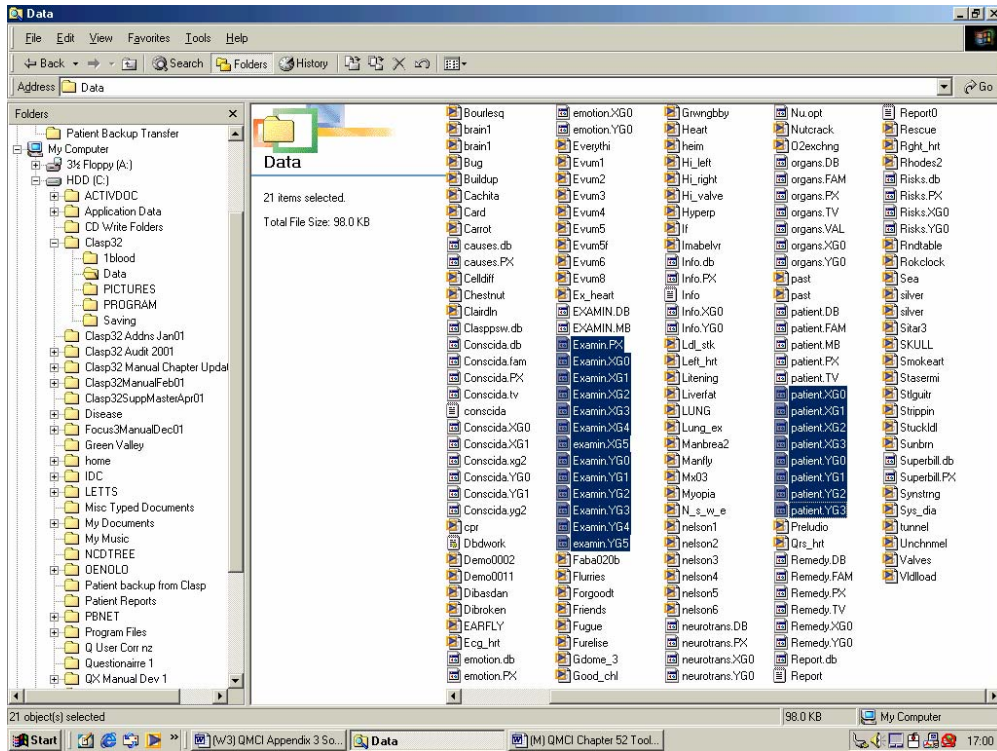 Data
File Edit View Favorites Tools Help
Back Search Folders History
Address Data Go
Folders
Patient Backup Transfer
My Computer
3½ Floppy (A:)
HDD (C:)
ACTIVDOC
Application Data
CD Write Folders
Clasp32
1blood
Data
PICTURES
PROGRAM
Saving
Clasp32 Addns Jan01
Clasp32 Audit 2001
Clasp32 Manual Chapter Updat
Clasp32ManualFeb01
Clasp32SuppMasterApr01
Disease
Focus3ManualDec01
Green Valley
home
IDC
LETTS
Misc Typed Documents
My Documents
My Music
NCDTREE
OENOLO
Patient backup from Clasp
Patient Reports
PBNET
Program Files
Q User Corr nz
Questionairre 1
QX Manual Dev 1
Data
21 items selected.
Total File Size: 98.0 KB
Bourlesq
brain1
brain1
Bug
Buildup
Cachita
Card
Carrot
causes.db
causes.PX
Celldiff
Chestnut
Clairdln
Clasppsw.db
Conscida.db
Conscida.fam
Conscida.PX
Conscida.tv
conscida
Conscida.XG0
Conscida.XG1
Conscida.xg2
Conscida.YG0
Conscida.YG1
Conscida.yg2
cpr
Dbdwork
Demo0002
Demo0011
Dibasdan
Dibroken
EARFLY
Ecg_hrt
emotion.db
emotion.PX
emotion.XG0
emotion.YG0
Everythi
Evum1
Evum2
Evum3
Evum4
Evum5
Evum5f
Evum6
Evum8
Ex_heart
EXAMIN.DB
EXAMIN.MB
Examin.PX
Examin.XG0
Examin.XG1
Examin.XG2
Examin.XG3
Examin.XG4
examin.XG5
Examin.YG0
Examin.YG1
Examin.YG2
Examin.YG3
Examin.YG4
examin.YG5
Faba020b
Flurries
Forgoodt
Friends
Fugue
Furelise
Gdome_3
Good_chl
Grwngbby
Heart
heim
Hi_left
Hi_right
Hi_valve
Hyperp
If
Imabelvr
Info.db
Info.PX
Info
Info.XG0
Info.YG0
Ldl_stk
Left_hrt
Litening
Liverfat
LUNG
Lung_ex
Manbrea2
Manfly
Mx03
Myopia
N_s_w_e
nelson1
nelson2
nelson3
nelson4
nelson5
nelson6
neurotrans.DB
neurotrans.PX
neurotrans.XG0
neurotrans.YG0
Nu.opt
Nutcrack
O2exchng
organs.DB
organs.FAM
organs.PX
organs.TV
organs.VAL
organs.XG0
organs.YG0
past
past
patient.DB
patient.FAM
patient.MB
patient.PX
patient.TV
patient.XG0
patient.XG1
patient.XG2
patient.XG3
patient.YG0
patient.YG1
patient.YG2
patient.YG3
Preludio
Qrs_hrt
Remedy.DB
Remedy.FAM
Remedy.PX
Remedy.TV
Remedy.XG0
Remedy.YG0
Report.db
Report
Report0
Rescue
Rght_hrt
Rhodes2
Risks.db
Risks.PX
Risks.XG0
Risks.YG0
Rndtable
Rokclock
Sea
silver
silver
Sitar3
SKULL
Smokeart
Stasermi
Stlguitr
Strippin
Stuckldl
Sunbrn
Superbill.db
Superbill.PX
Synstrng
Sys_dia
tunnel
Unchnmel
Valves
Vldlload
21 object(s) selected 98.0 KB My Computer
Start » (W3) QMCI Appendix 3 So... Data (M) QMCI Chapter 52 Tool... 17:00